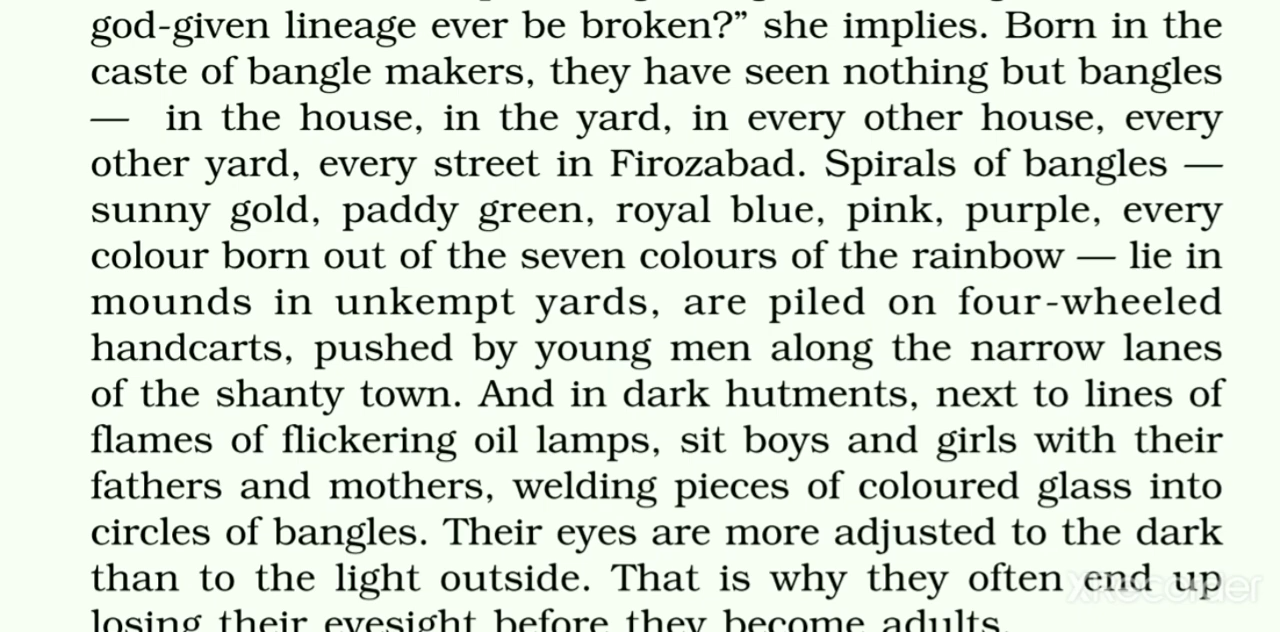 god-given lineage ever be broken?” she implies. Born in the
caste of bangle makers, they have seen nothing but bangles
— in the house, in the yard, in every other house, every
other yard, every street in Firozabad. Spirals of bangles —
sunny gold, paddy green, royal blue, pink, purple, every
colour born out of the seven colours of the rainbow — lie in
mounds in unkempt yards, are piled on four-wheeled
handcarts, pushed by young men along the narrow lanes
of the shanty town. And in dark hutments, next to lines of
flames of flickering oil lamps, sit boys and girls with their
fathers and mothers, welding pieces of coloured glass into
circles of bangles. Their eyes are more adjusted to the dark
than to the light outside. That is why they often end up
losing their eyesight before they become adults.
XRecorder